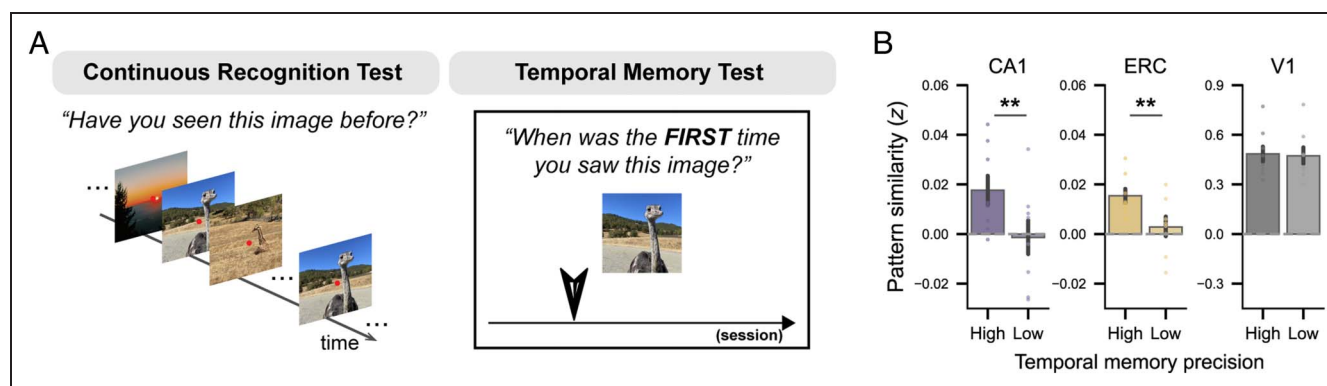 A
Continuous Recognition Test
“Have you seen this image before?”
...
...
...
time
Temporal Memory Test
“When was the FIRST time
you saw this image?”
(session)
B
CA1
ERC
V1
Pattern similarity (z)
0.06
0.04
0.02
0.00
−0.02
**
High Low
0.06
0.04
0.02
0.00
−0.02
**
High Low
0.9
0.6
0.3
0.0
−0.3
High Low
Temporal memory precision